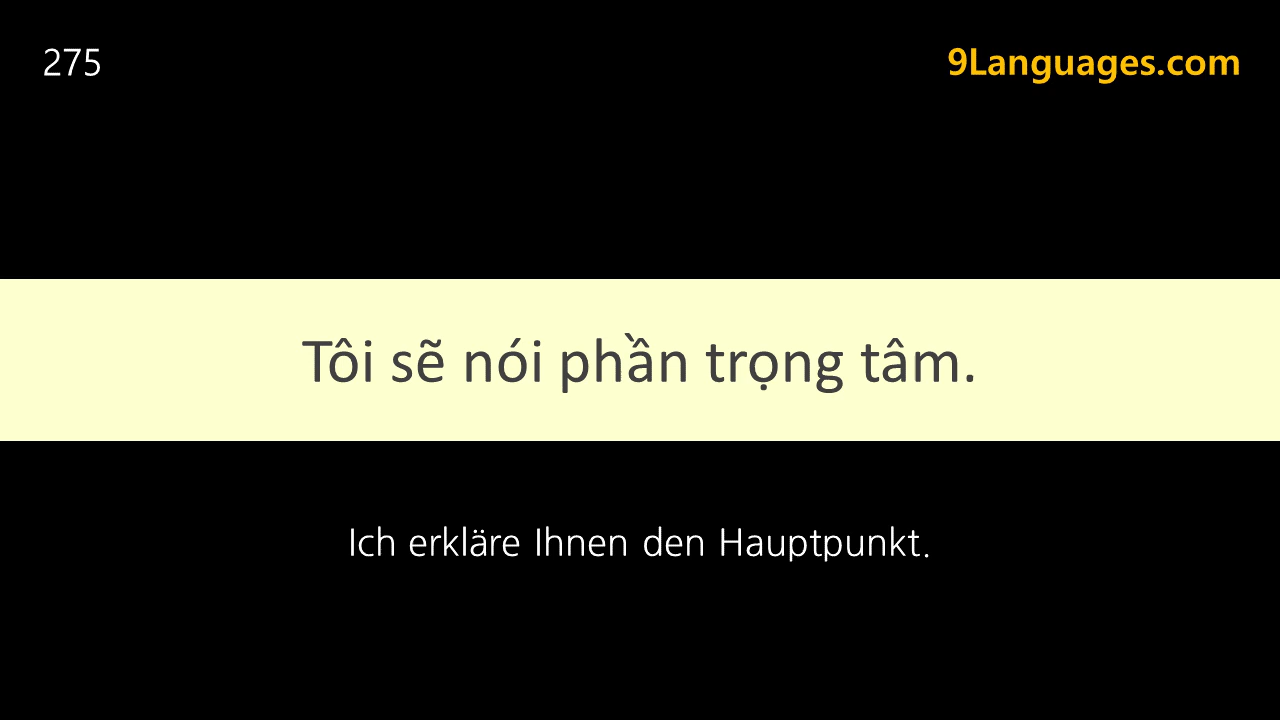 275
9Languages.com
Tôi sẽ nói phần trọng tâm.
Ich erkläre Ihnen den Hauptpunkt.